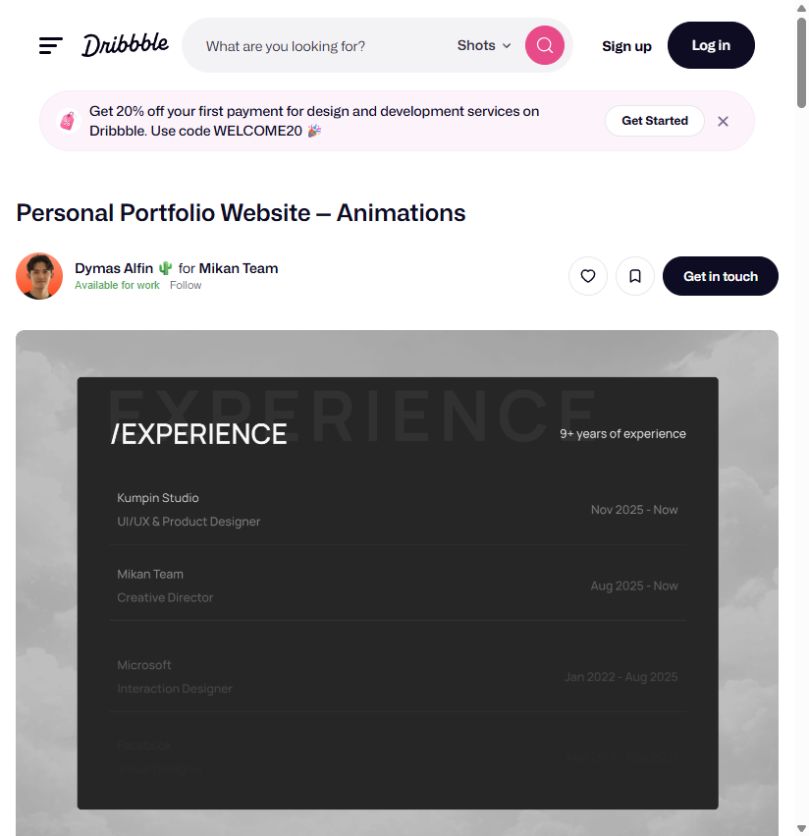 Dribbble
What are you looking for?
Shots
Sign up
Log in
Get 20% off your first payment for design and development services on
Dribbble. Use code WELCOME20 🎉
Get Started
Personal Portfolio Website – Animations
Dymas Alfin 🌵 for Mikan Team
Available for work Follow
Get in touch
EXPERIENCE
/EXPERIENCE
9+ years of experience
Kumpin Studio
UI/UX & Product Designer
Nov 2025 - Now
Mikan Team
Creative Director
Aug 2025 - Now
Microsoft
Interaction Designer
Jan 2022 - Aug 2025
Facebook